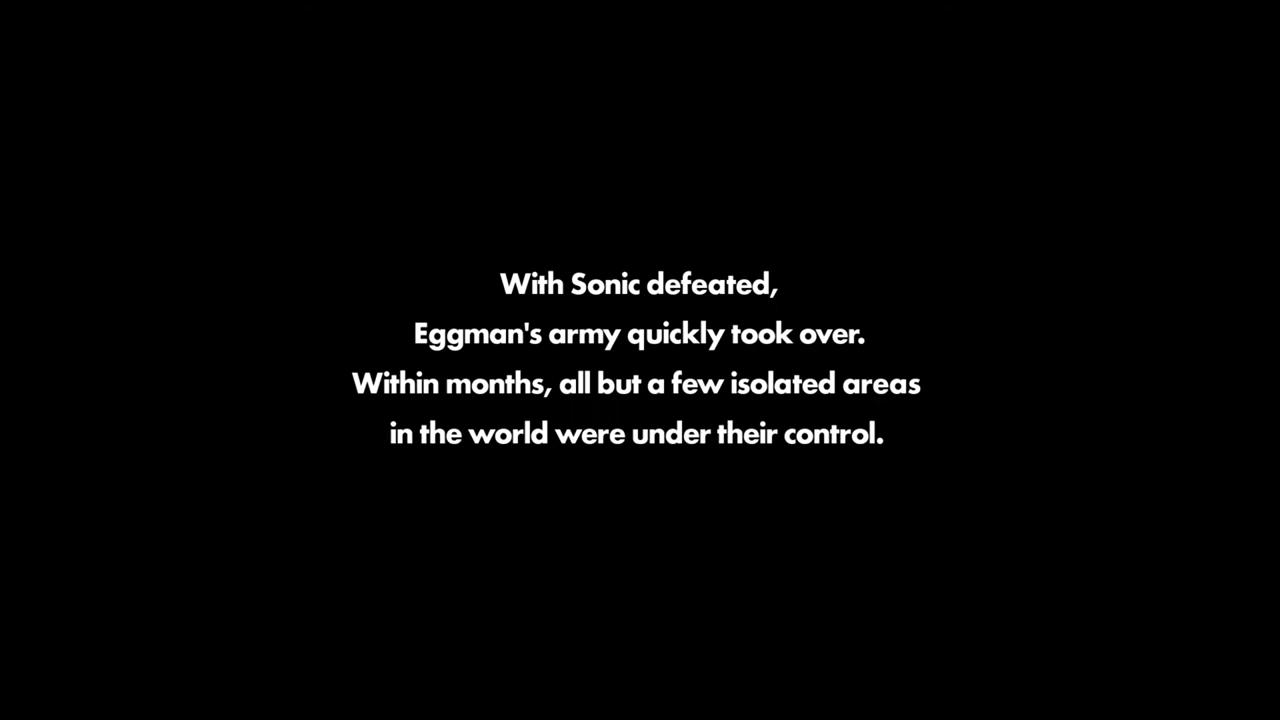 With Sonic defeated,
Eggman's army quickly took over.
Within months, all but a few isolated areas
in the world were under their control.